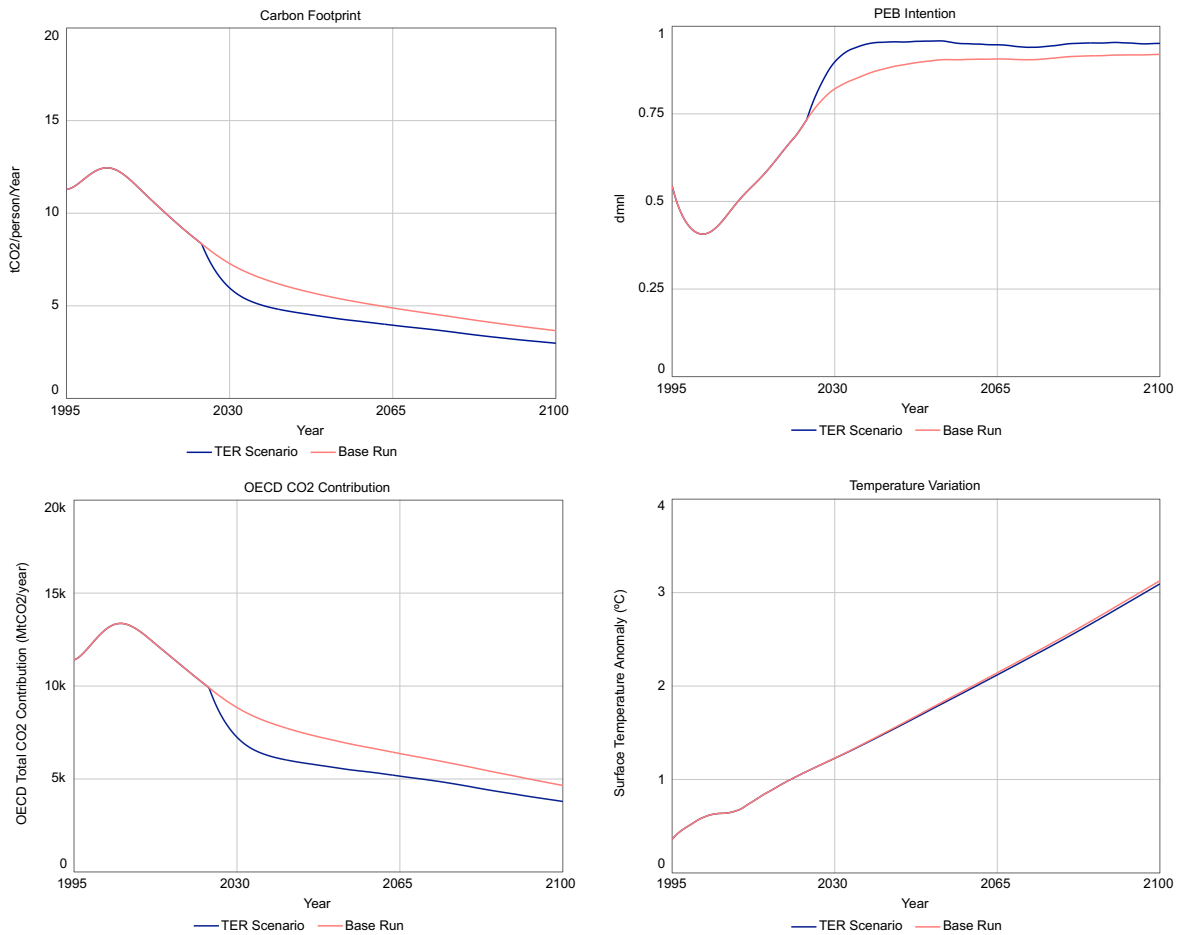 Carbon Footprint
20
15
10
5
0
tCO2/person/Year
1995 2030 2065 2100
Year
TER Scenario Base Run
PEB Intention
1
0.75
0.5
0.25
0
dmnl
1995 2030 2065 2100
Year
TER Scenario Base Run
OECD CO2 Contribution
20k
15k
10k
5k
0
OECD Total CO2 Contribution (MtCO2/year)
1995 2030 2065 2100
Year
TER Scenario Base Run
Temperature Variation
4
3
2
1
0
Surface Temperature Anomaly (ºC)
1995 2030 2065 2100
Year
TER Scenario Base Run